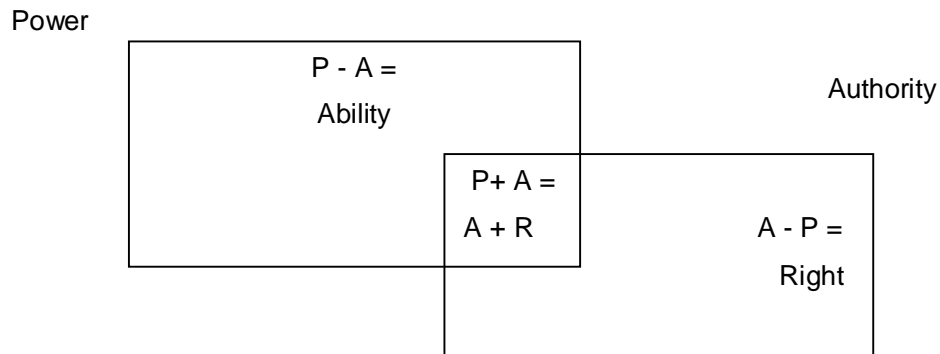 Power
P - A =
Ability
Authority
P+ A =
A + R
A - P =
Right